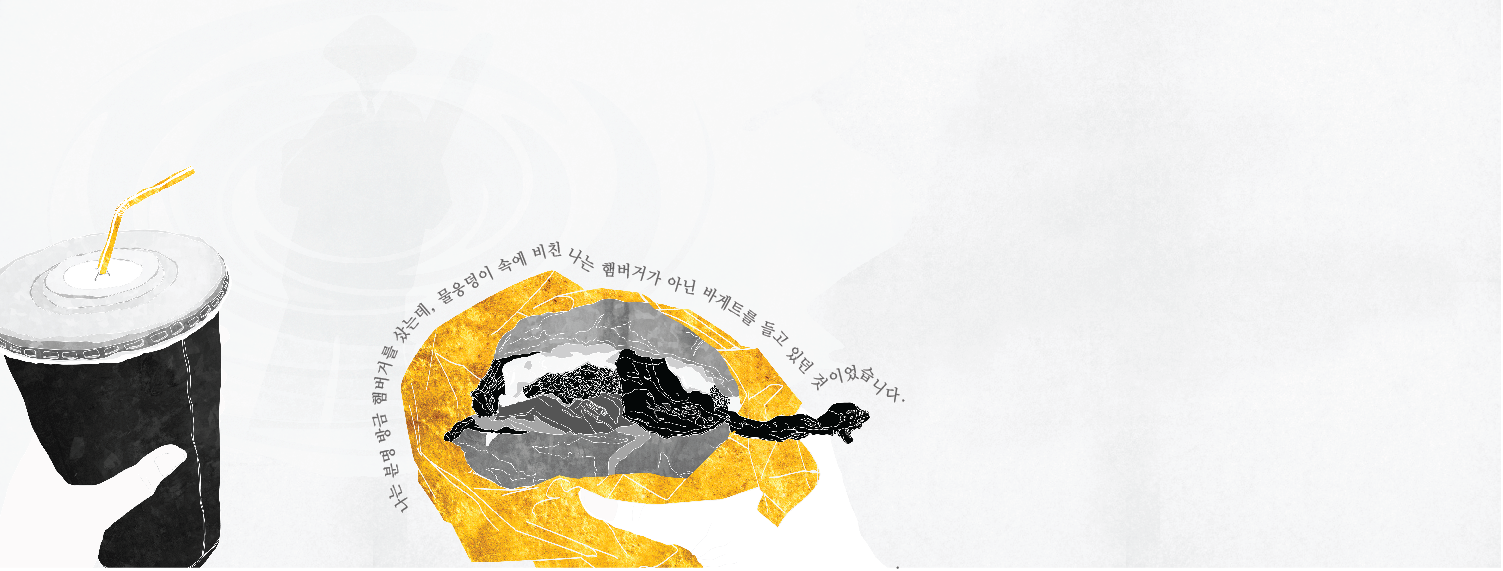 나는 분명 방금 햄버거를 샀는데, 물웅덩이 속에 비친 나는 햄버거가 아닌 바게트를 들고 있던 것이었습니다.